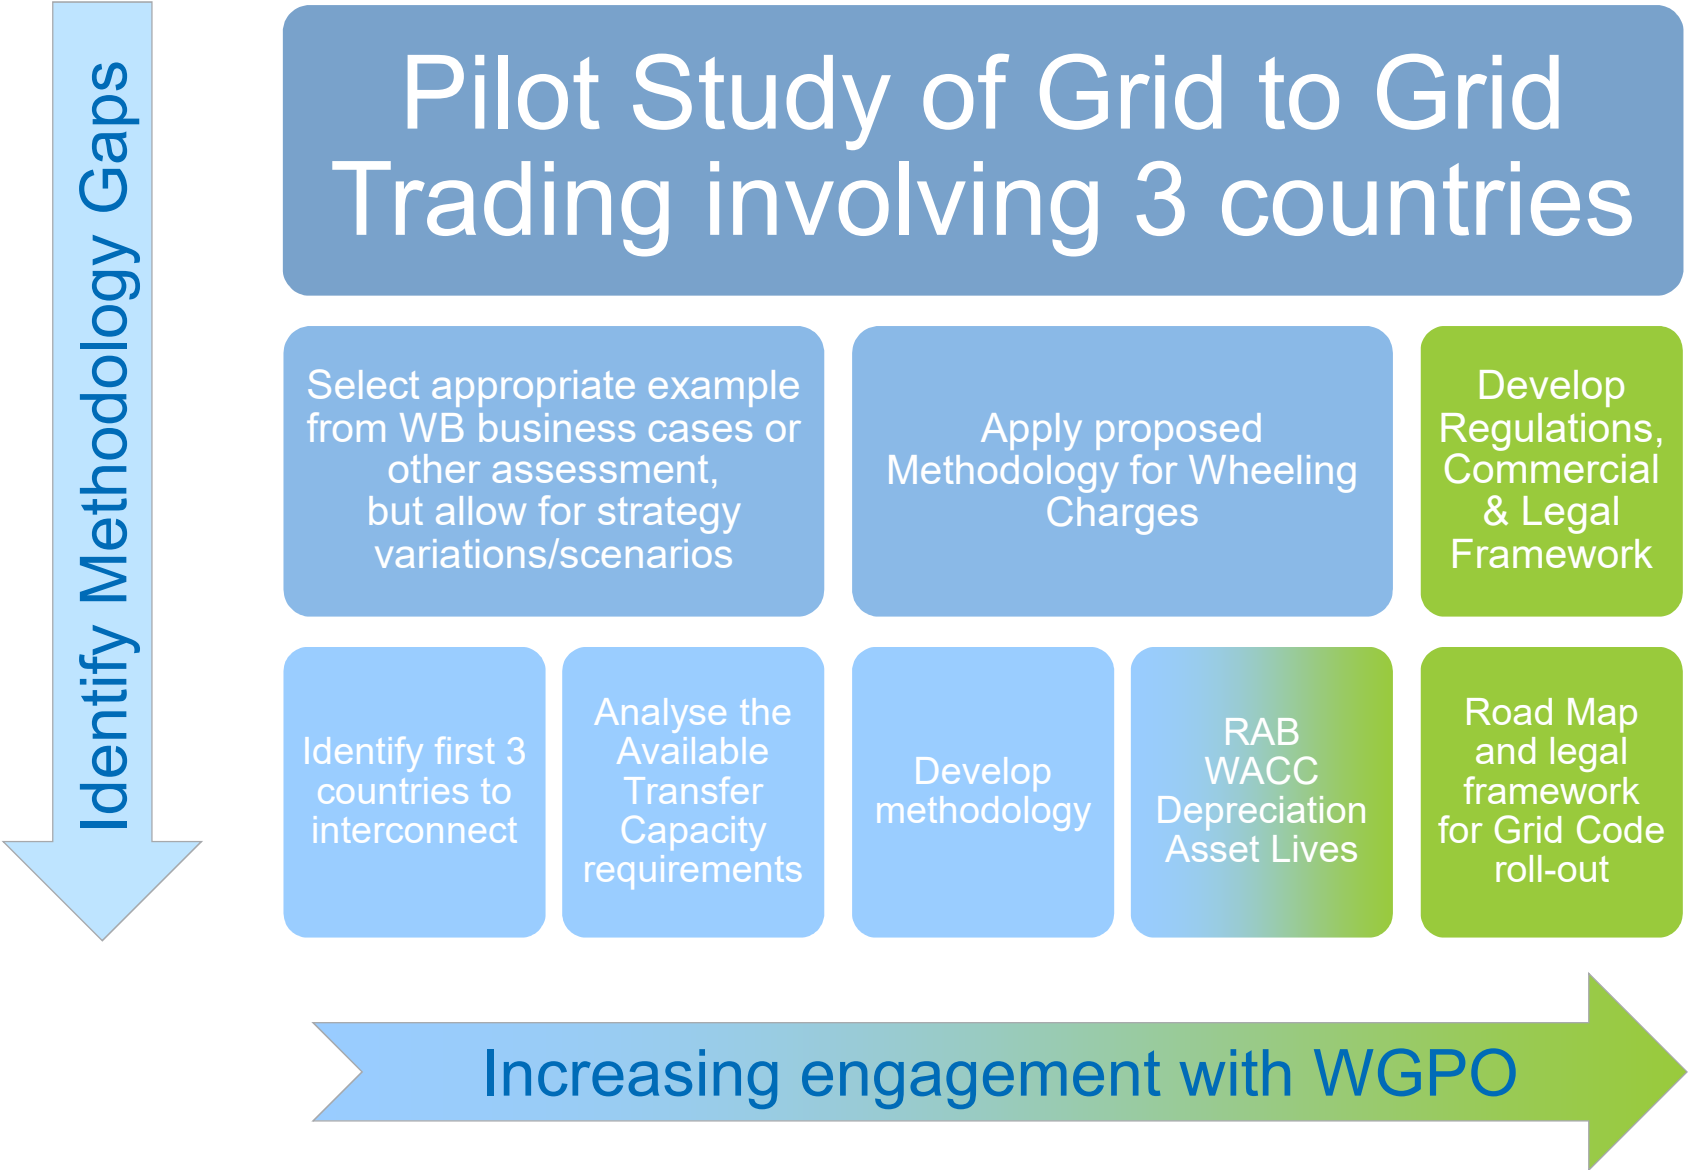 Identify Methodology Gaps
Pilot Study of Grid to Grid
Trading involving 3 countries
Select appropriate example
from WB business cases or
other assessment,
but allow for strategy
variations/scenarios
Apply proposed
Methodology for Wheeling
Charges
Develop
Regulations,
Commercial
& Legal
Framework
Identify first 3
countries to
interconnect
Analyse the
Available
Transfer
Capacity
requirements
Develop
methodology
RAB
WACC
Depreciation
Asset Lives
Road Map
and legal
framework
for Grid Code
roll-out
Increasing engagement with WGPO